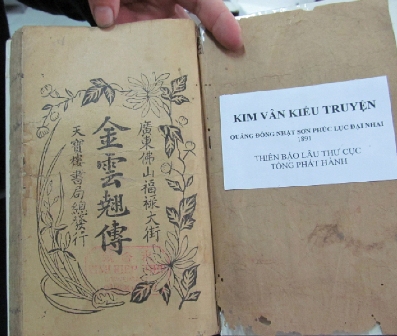 廣東佛山福祿大街
金雲翹傳
天寶樓書局總發行
KIM VÂN KIỀU TRUYỆN
QUẢNG ĐÔNG NHẬT SƠN PHÚC LỘC ĐẠI NHAI
1891
THIÊN BẢO LÂU THƯ CỤC
TỔNG PHÁT HÀNH